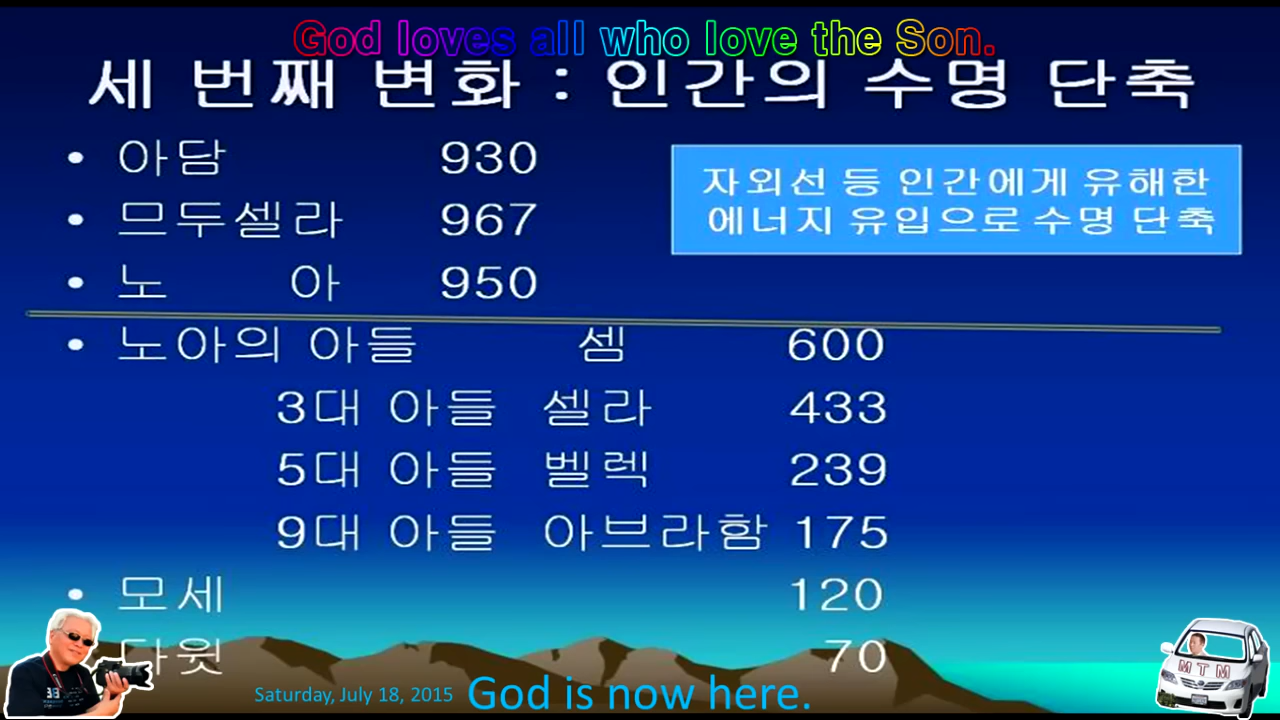 God loves all who love the Son.
세 번째 변화 : 인간의 수명 단축
• 아담 930
자외선 등 인간에게 유해한
에너지 유입으로 수명 단축
• 므두셀라 967
• 노 아 950
• 노아의 아들 셈 600
3대 아들 셀라 433
5대 아들 벨렉 239
9대 아들 아브라함 175
• 모세 120
다윗 70
Saturday, July 18, 2015 God is now here.
MTM